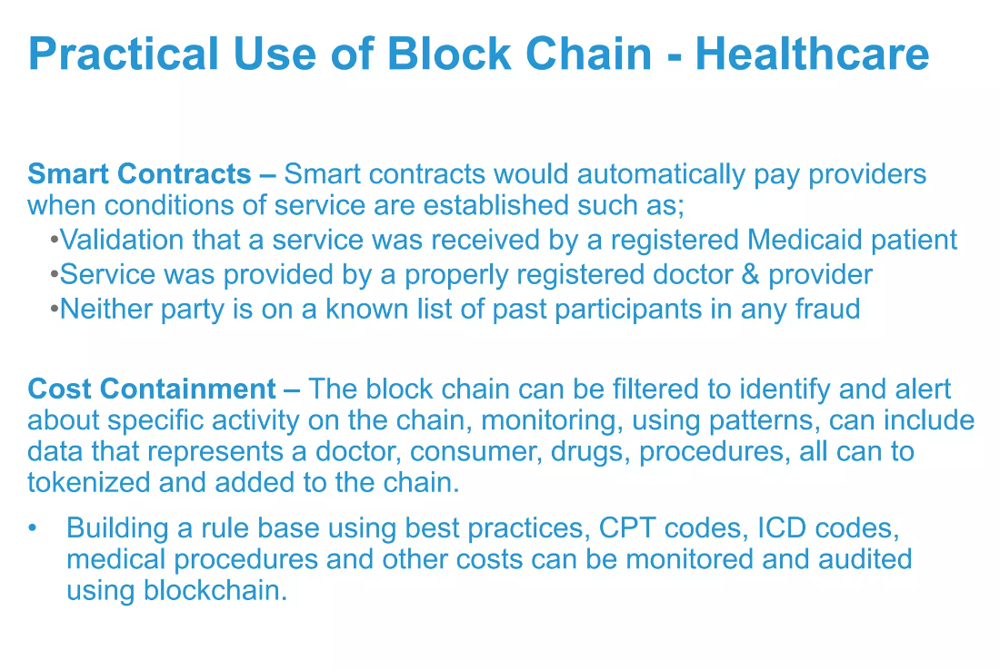 Practical Use of Block Chain - Healthcare
Smart Contracts – Smart contracts would automatically pay providers
when conditions of service are established such as;
•Validation that a service was received by a registered Medicaid patient
•Service was provided by a properly registered doctor & provider
•Neither party is on a known list of past participants in any fraud
Cost Containment – The block chain can be filtered to identify and alert
about specific activity on the chain, monitoring, using patterns, can include
data that represents a doctor, consumer, drugs, procedures, all can to
tokenized and added to the chain.
• Building a rule base using best practices, CPT codes, ICD codes,
medical procedures and other costs can be monitored and audited
using blockchain.